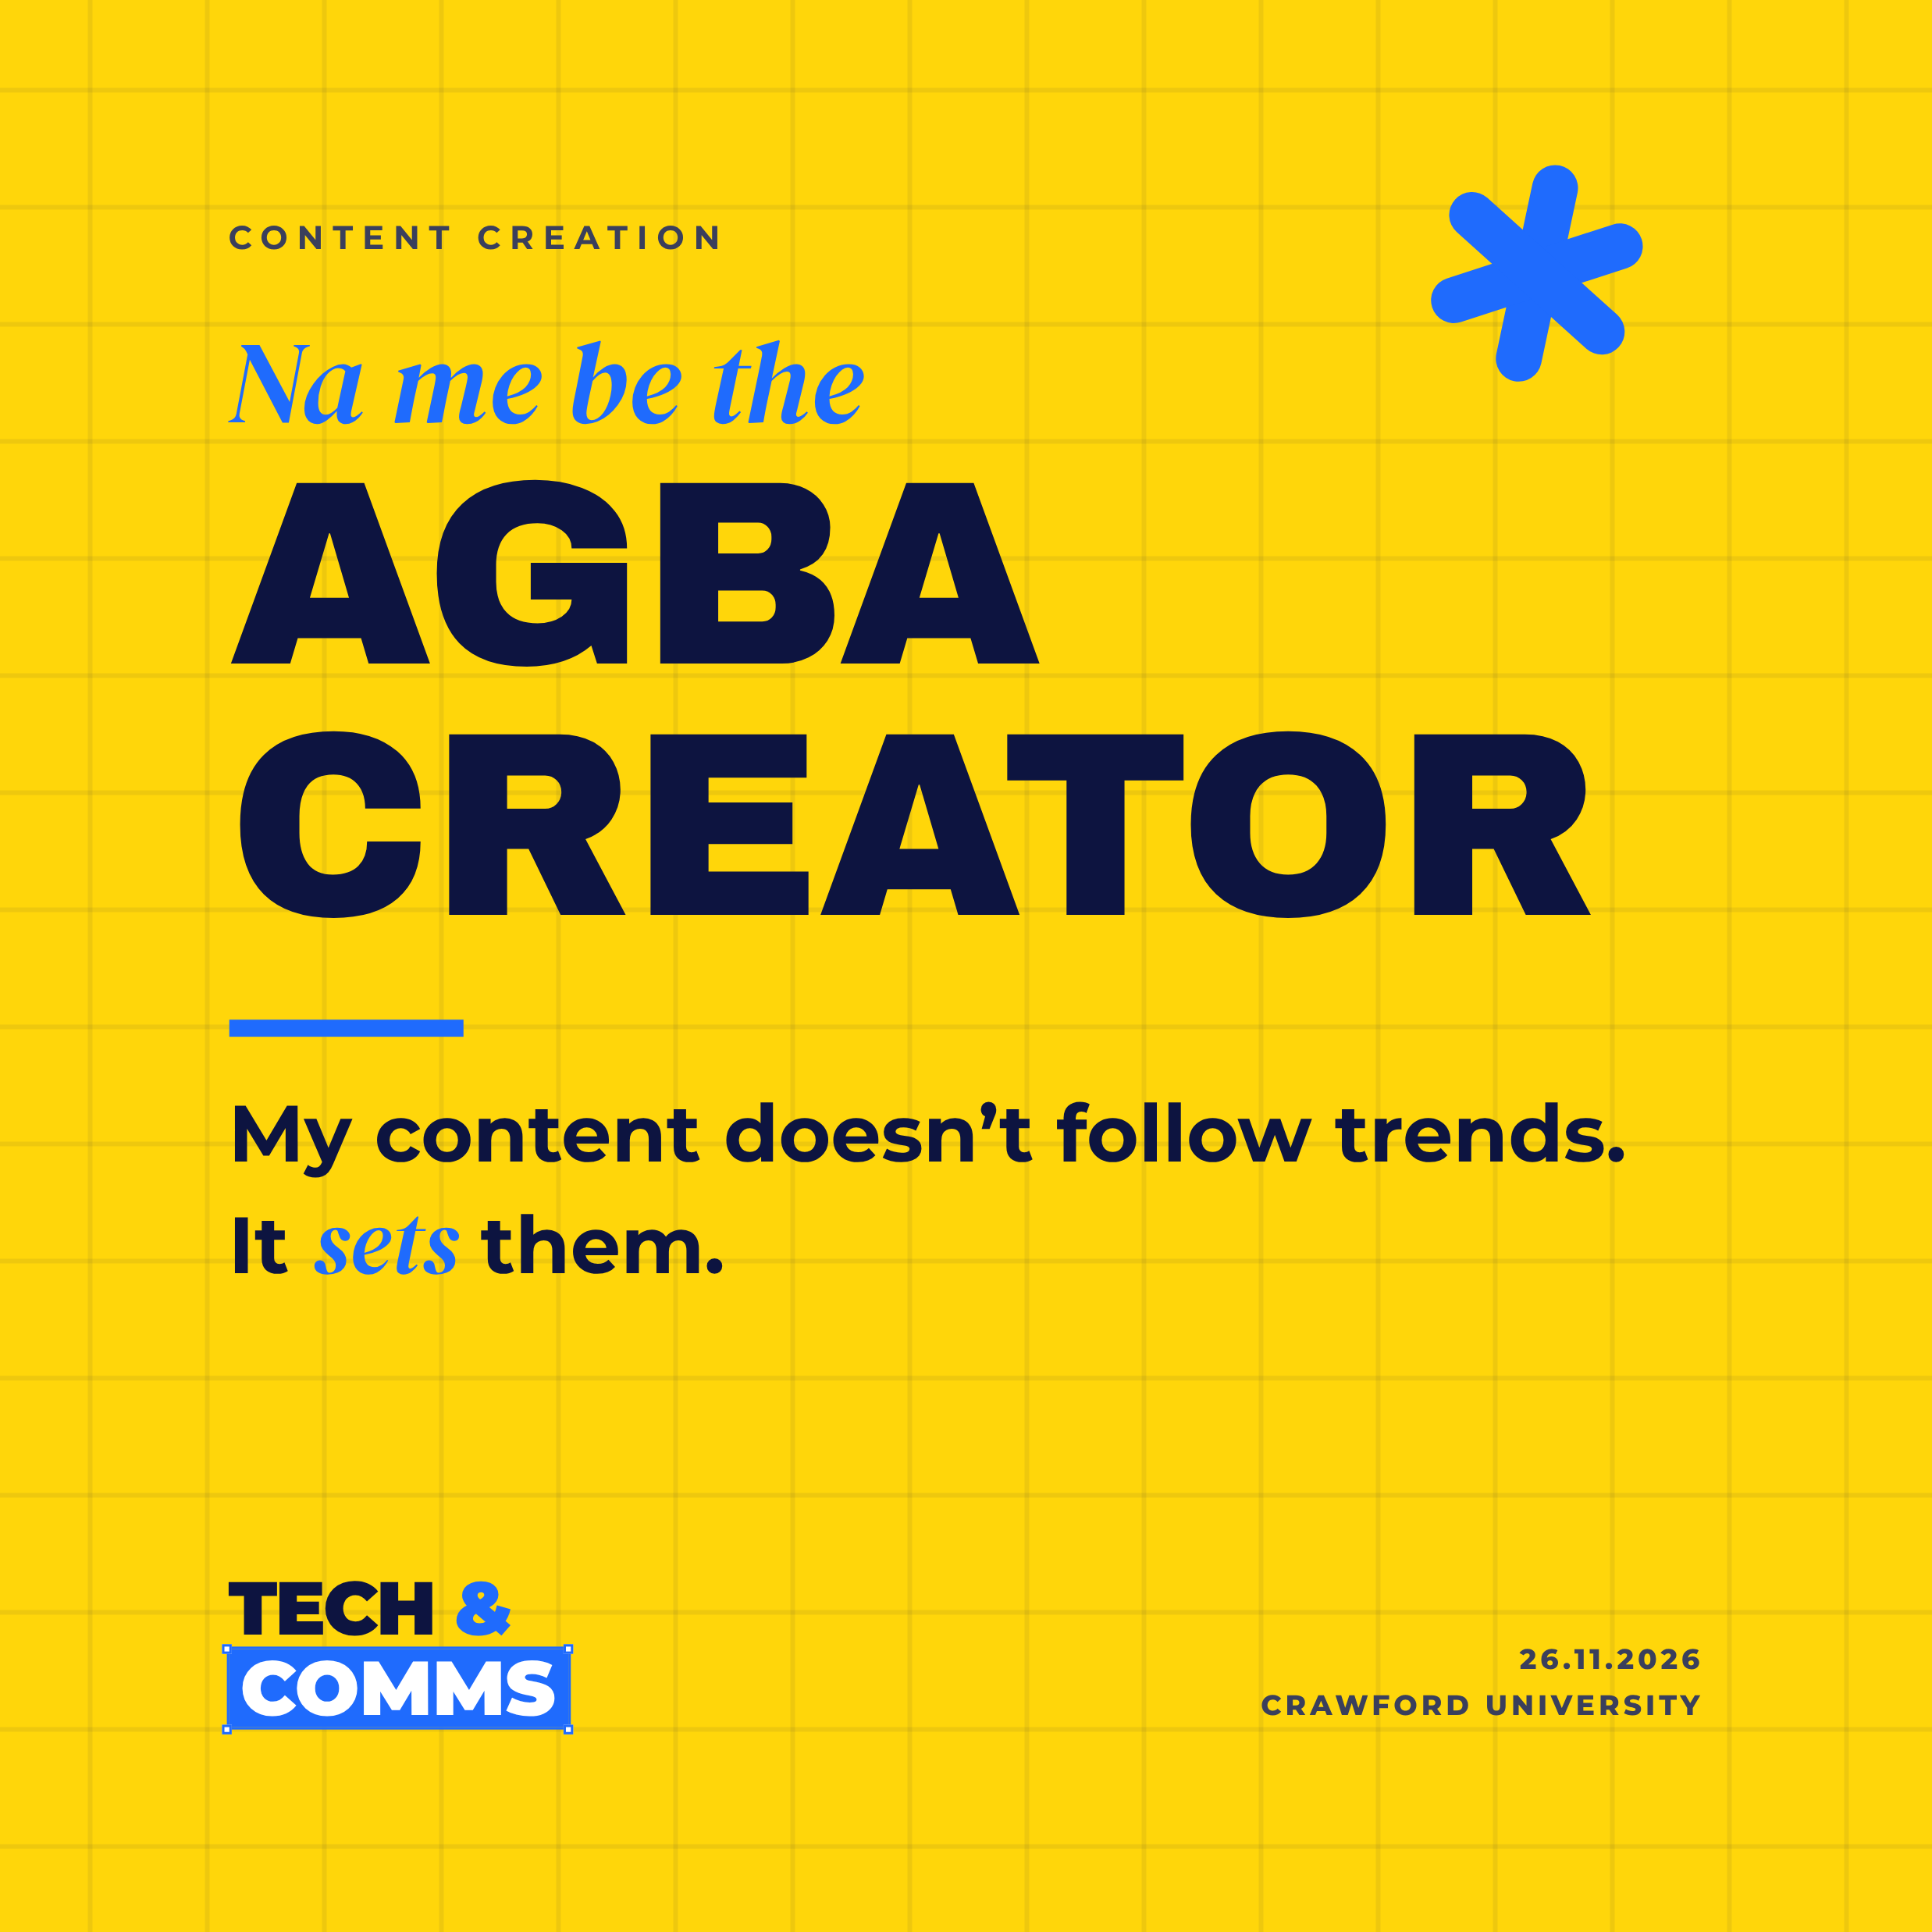 CONTENT CREATION
Na me be the
AGBA
CREATOR
My content doesn’t follow trends.
It sets them.
TECH &
COMMS
26.11.2026
CRAWFORD UNIVERSITY